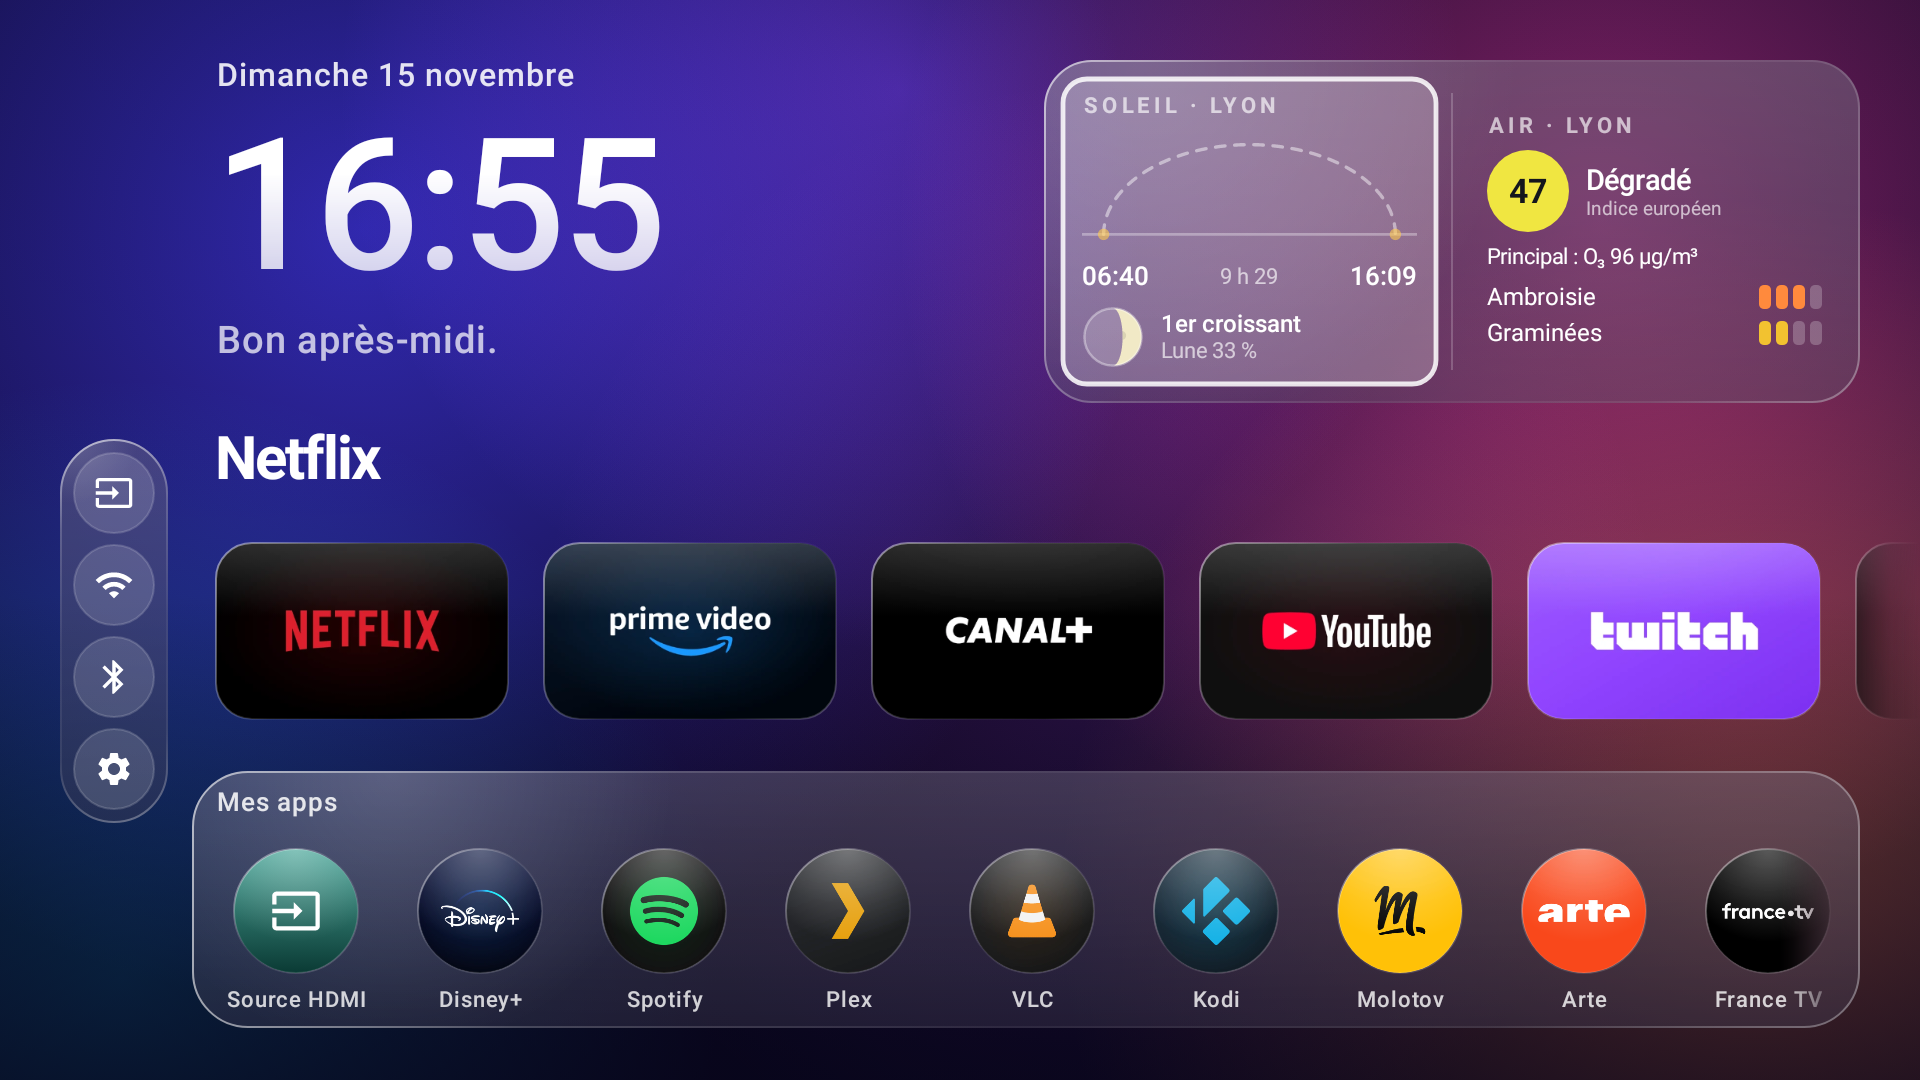 Dimanche 15 novembre
16:55
Bon après-midi.
SOLEIL · LYON
06:40
9 h 29
16:09
1er croissant
Lune 33 %
AIR · LYON
47
Dégradé
Indice européen
Principal : O₃ 96 µg/m³
Ambroisie
Graminées
Netflix
NETFLIX
prime video
CANAL+
YouTube
twitch
Mes apps
Disney+
M.
arte
france•tv
Source HDMI
Disney+
Spotify
Plex
VLC
Kodi
Molotov
Arte
France TV